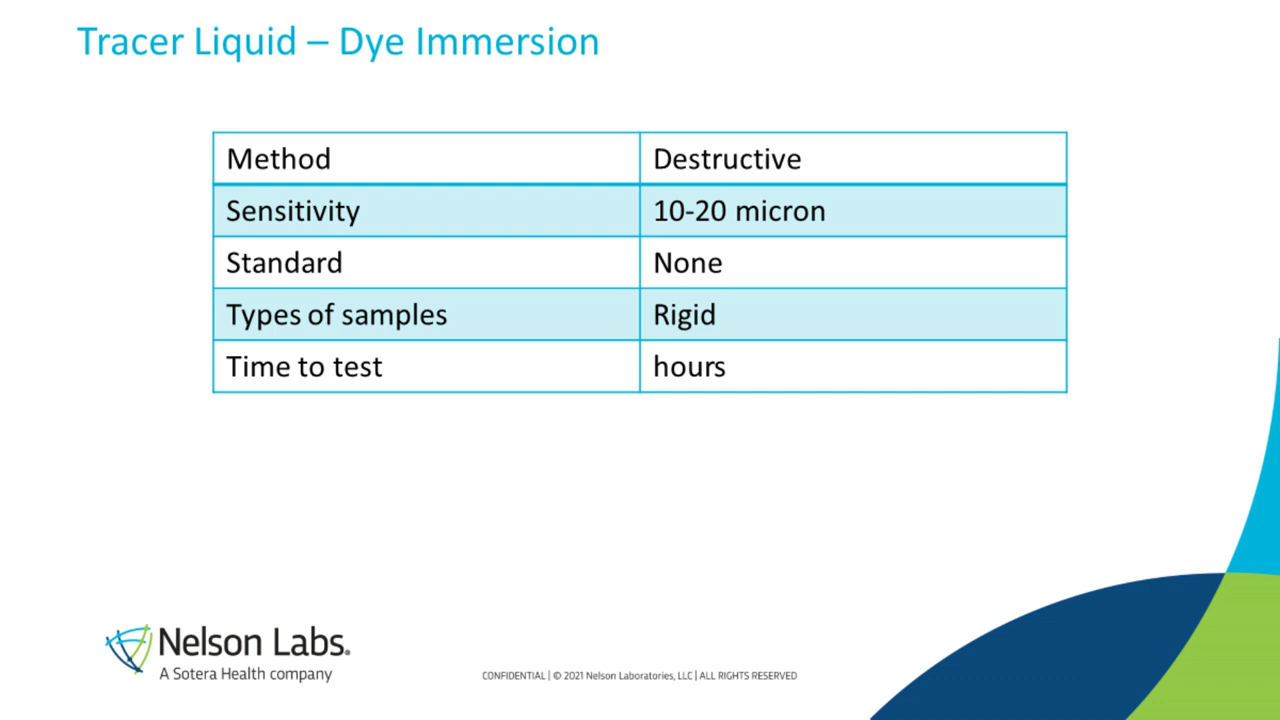 Tracer Liquid – Dye Immersion
Method Destructive
Sensitivity 10-20 micron
Standard None
Types of samples Rigid
Time to test hours
Nelson Labs®
A Sotera Health company
CONFIDENTIAL | © 2021 Nelson Laboratories, LLC | ALL RIGHTS RESERVED